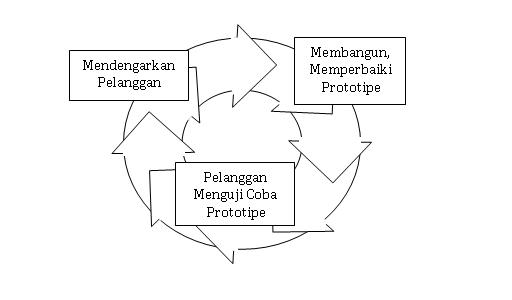 Mendengarkan
Pelanggan
Membangun,
Memperbaiki
Prototipe
Pelanggan
Menguji Coba
Prototipe